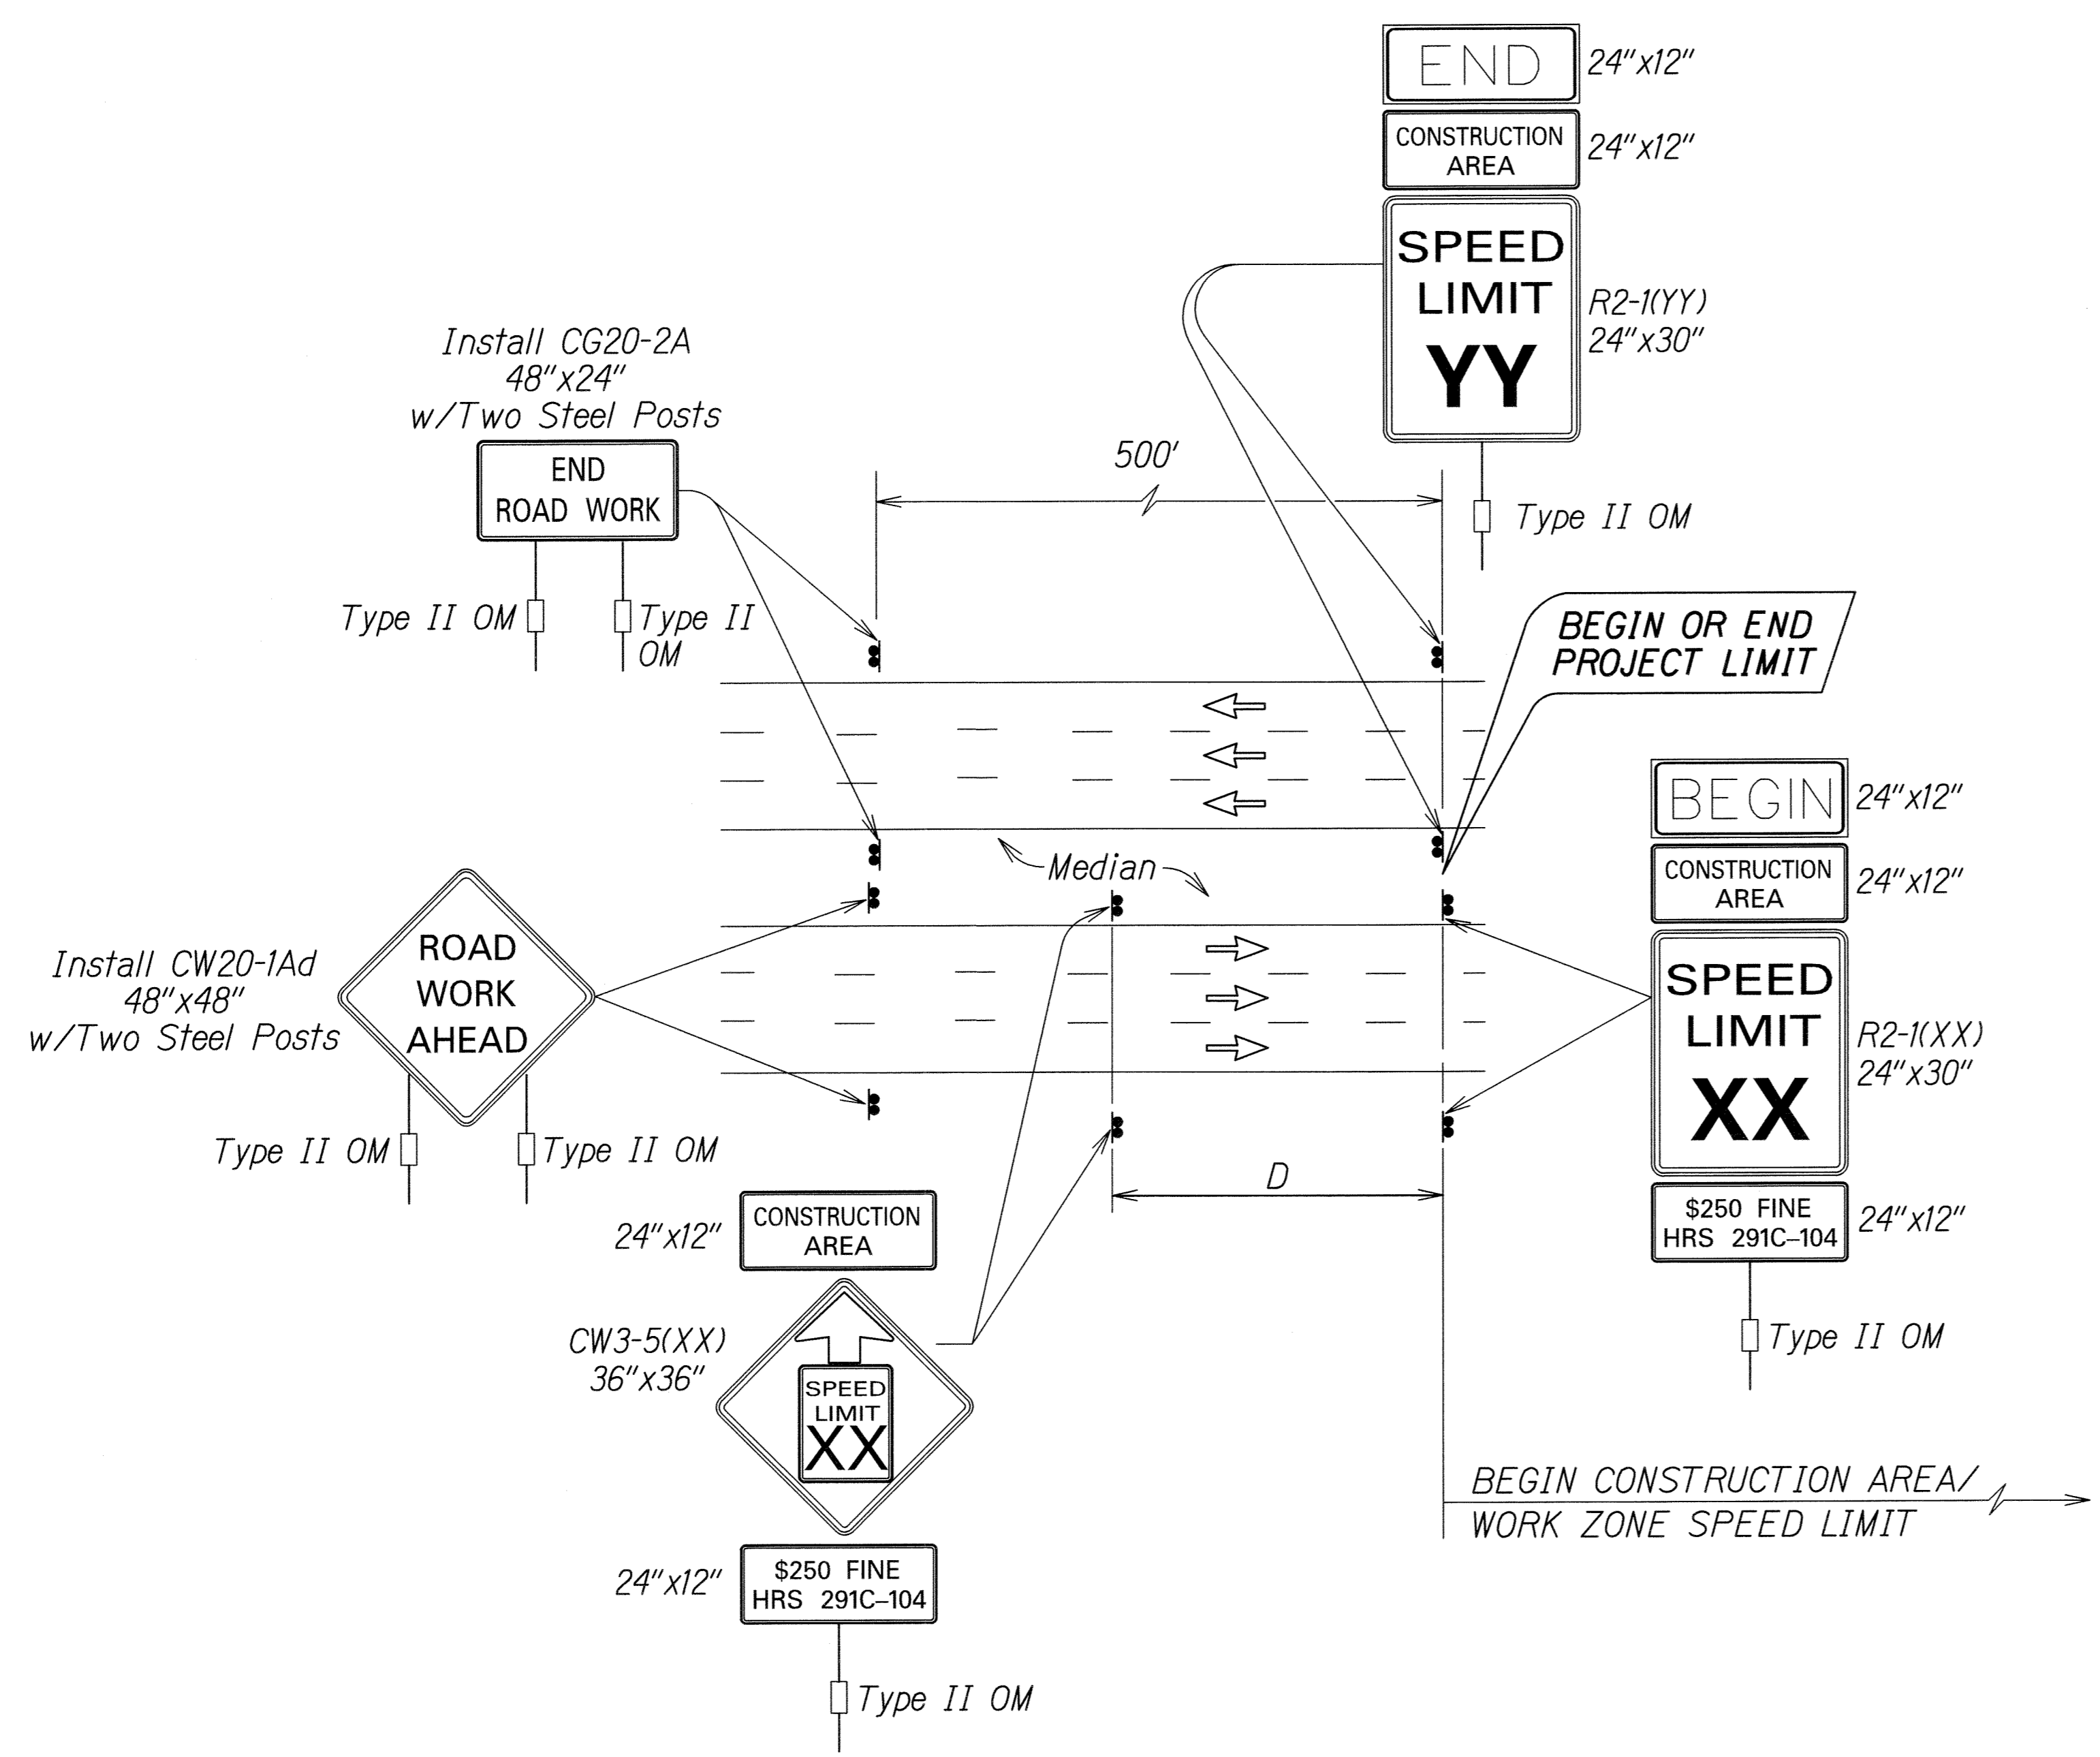 END
24"x12"
CONSTRUCTION
AREA
24"x12"
SPEED
LIMIT
YY
R2-1(YY)
24"x30"
Type II OM
Install CG20-2A
48"x24"
w/Two Steel Posts
END
ROAD WORK
Type II OM
Type II
OM
500'
BEGIN OR END
PROJECT LIMIT
Median
BEGIN
24"x12"
CONSTRUCTION
AREA
24"x12"
SPEED
LIMIT
XX
R2-1(XX)
24"x30"
$250 FINE
HRS 291C–104
24"x12"
Type II OM
Install CW20-1Ad
48"x48"
w/Two Steel Posts
ROAD
WORK
AHEAD
Type II OM
Type II OM
D
24"x12"
CONSTRUCTION
AREA
CW3-5(XX)
36"x36"
SPEED
LIMIT
XX
24"x12"
$250 FINE
HRS 291C–104
Type II OM
BEGIN CONSTRUCTION AREA/
WORK ZONE SPEED LIMIT